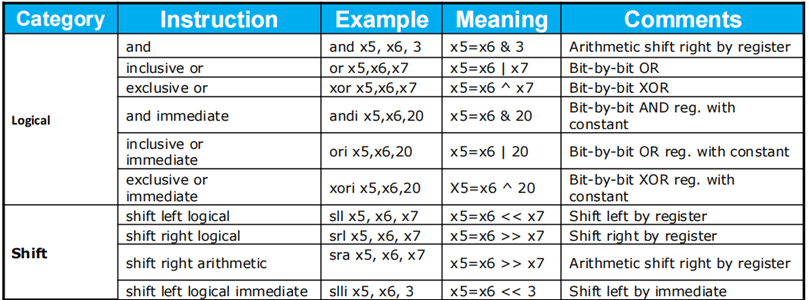 Category Instruction Example Meaning Comments
Logical
and and x5, x6, 3 x5=x6 & 3 Arithmetic shift right by register
inclusive or or x5,x6,x7 x5=x6 | x7 Bit-by-bit OR
exclusive or xor x5,x6,x7 x5=x6 ^ x7 Bit-by-bit XOR
and immediate andi x5,x6,20 x5=x6 & 20 Bit-by-bit AND reg. with
constant
inclusive or
immediate ori x5,x6,20 x5=x6 | 20 Bit-by-bit OR reg. with constant
exclusive or
immediate xori x5,x6,20 X5=x6 ^ 20 Bit-by-bit XOR reg. with
constant
Shift
shift left logical sll x5, x6, x7 x5=x6 << x7 Shift left by register
shift right logical srl x5, x6, x7 x5=x6 >> x7 Shift right by register
shift right arithmetic sra x5, x6, x7 x5=x6 >> x7 Arithmetic shift right by register
shift left logical immediate slli x5, x6, 3 x5=x6 << 3 Shift left by immediate